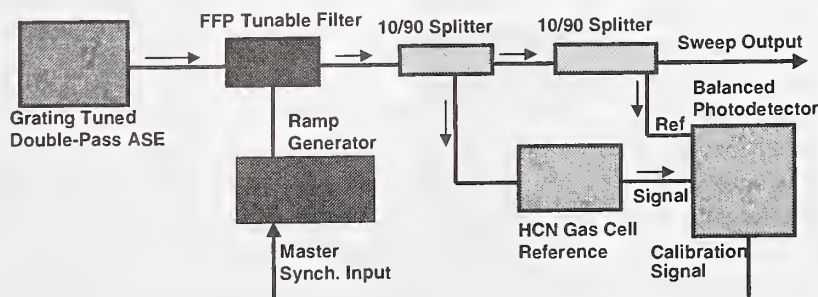 FFP Tunable Filter
10/90 Splitter
10/90 Splitter
Sweep Output
Grating Tuned
Double-Pass ASE
Ramp
Generator
Balanced
Photodetector
Ref
Signal
HCN Gas Cell
Reference
Master
Synch. Input
Calibration
Signal